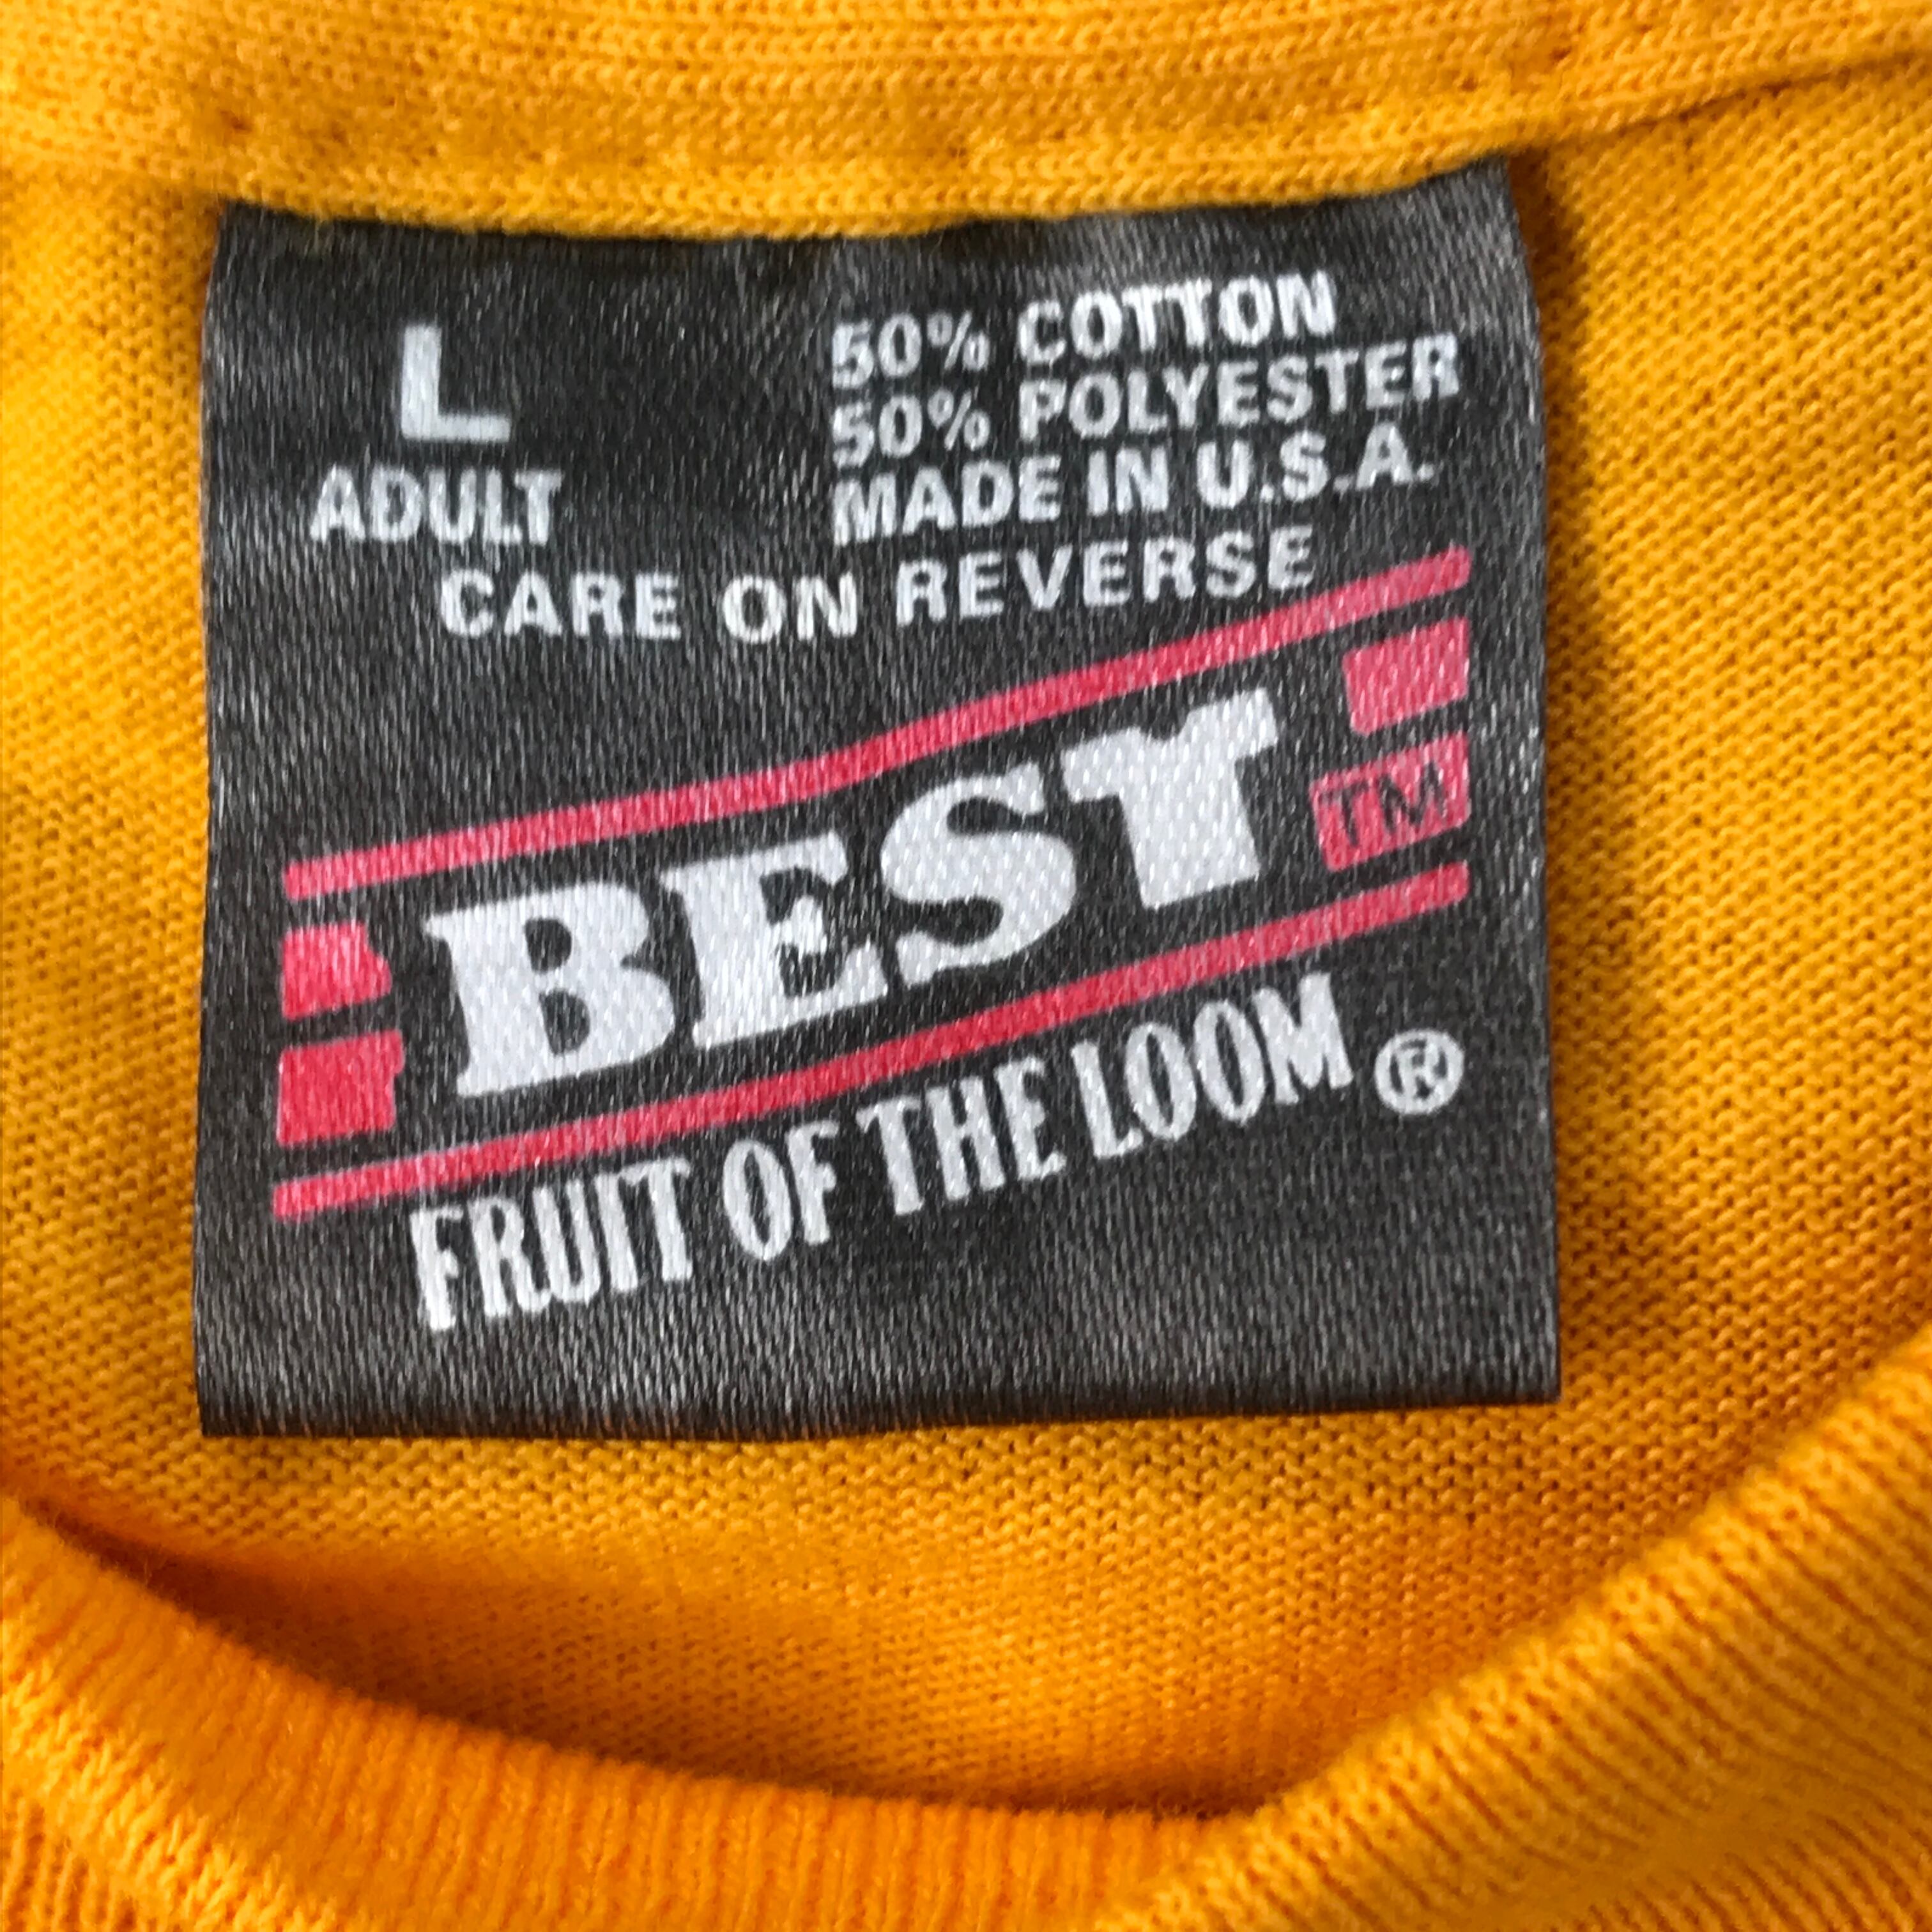 L
ADULT
50% COTTON
50% POLYESTER
MADE IN U.S.A.
CARE ON REVERSE
BEST
TM
FRUIT OF THE LOOM ®